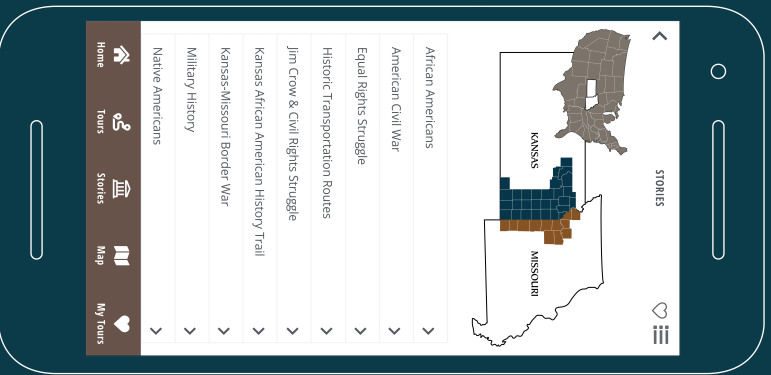 STORIES
KANSAS
MISSOURI
African Americans
American Civil War
Equal Rights Struggle
Historic Transportation Routes
Jim Crow & Civil Rights Struggle
Kansas African American History Trail
Kansas-Missouri Border War
Military History
Native Americans
Home
Tours
Stories
Map
My Tours